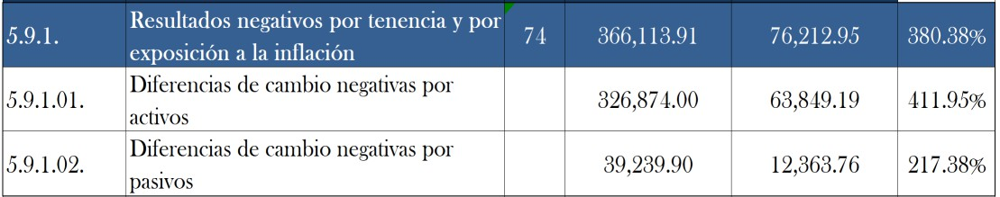 5.9.1. Resultados negativos por tenencia y por exposición a la inflación 74 366,113.91 76,212.95 380.38%
5.9.1.01. Diferencias de cambio negativas por activos 326,874.00 63,849.19 411.95%
5.9.1.02. Diferencias de cambio negativas por pasivos 39,239.90 12,363.76 217.38%